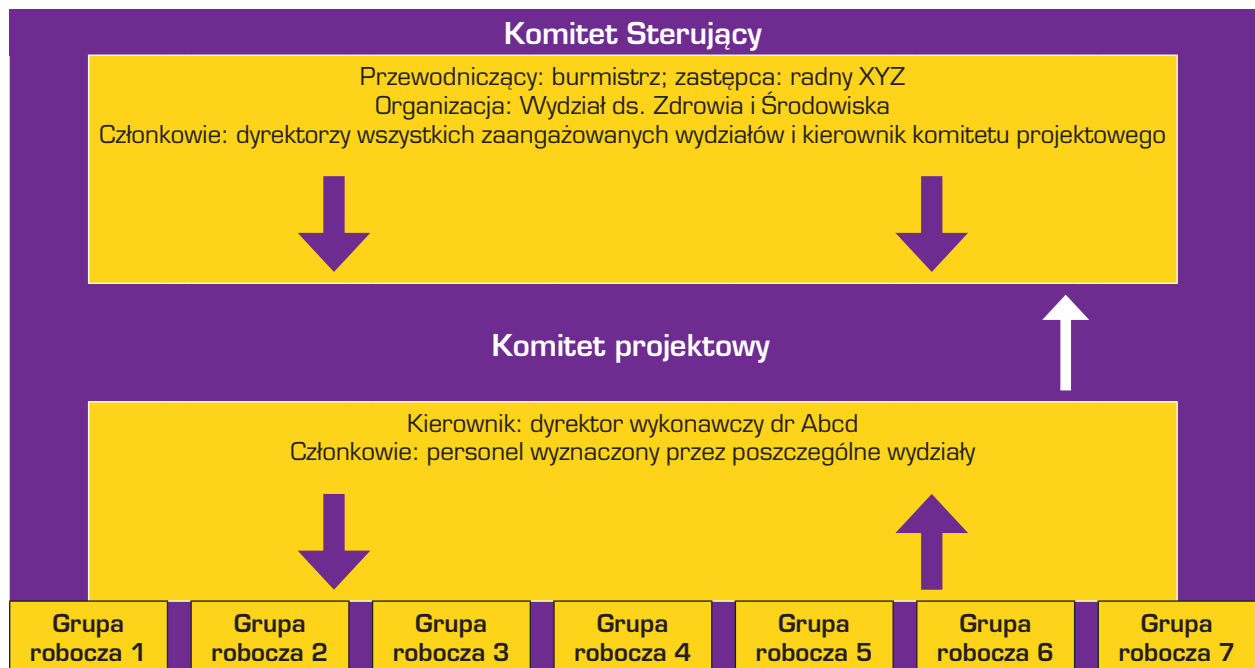 Komitet Sterujący
Przewodniczący: burmistrz; zastępca: radny XYZ
Organizacja: Wydział ds. Zdrowia i Środowiska
Członkowie: dyrektorzy wszystkich zaangażowanych wydziałów i kierownik komitetu projektowego
Komitet projektowy
Kierownik: dyrektor wykonawczy dr Abcd
Członkowie: personel wyznaczony przez poszczególne wydziały
Grupa
robocza 1
Grupa
robocza 2
Grupa
robocza 3
Grupa
robocza 4
Grupa
robocza 5
Grupa
robocza 6
Grupa
robocza 7